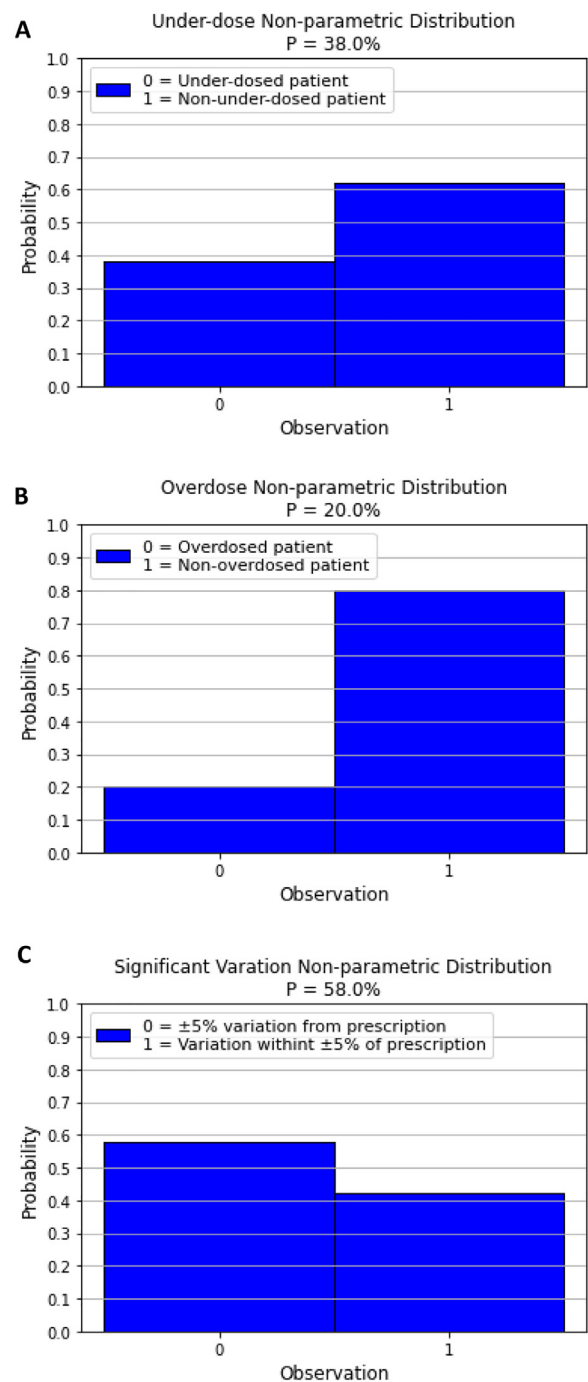 A
Under-dose Non-parametric Distribution
P = 38.0%
0 = Under-dosed patient
1 = Non-under-dosed patient
1.0
0.9
0.8
0.7
0.6
0.5
0.4
0.3
0.2
0.1
0.0
Probability
0 1
Observation
B
Overdose Non-parametric Distribution
P = 20.0%
0 = Overdosed patient
1 = Non-overdosed patient
1.0
0.9
0.8
0.7
0.6
0.5
0.4
0.3
0.2
0.1
0.0
Probability
0 1
Observation
C
Significant Varation Non-parametric Distribution
P = 58.0%
0 = ±5% variation from prescription
1 = Variation withint ±5% of prescription
1.0
0.9
0.8
0.7
0.6
0.5
0.4
0.3
0.2
0.1
0.0
Probability
0 1
Observation